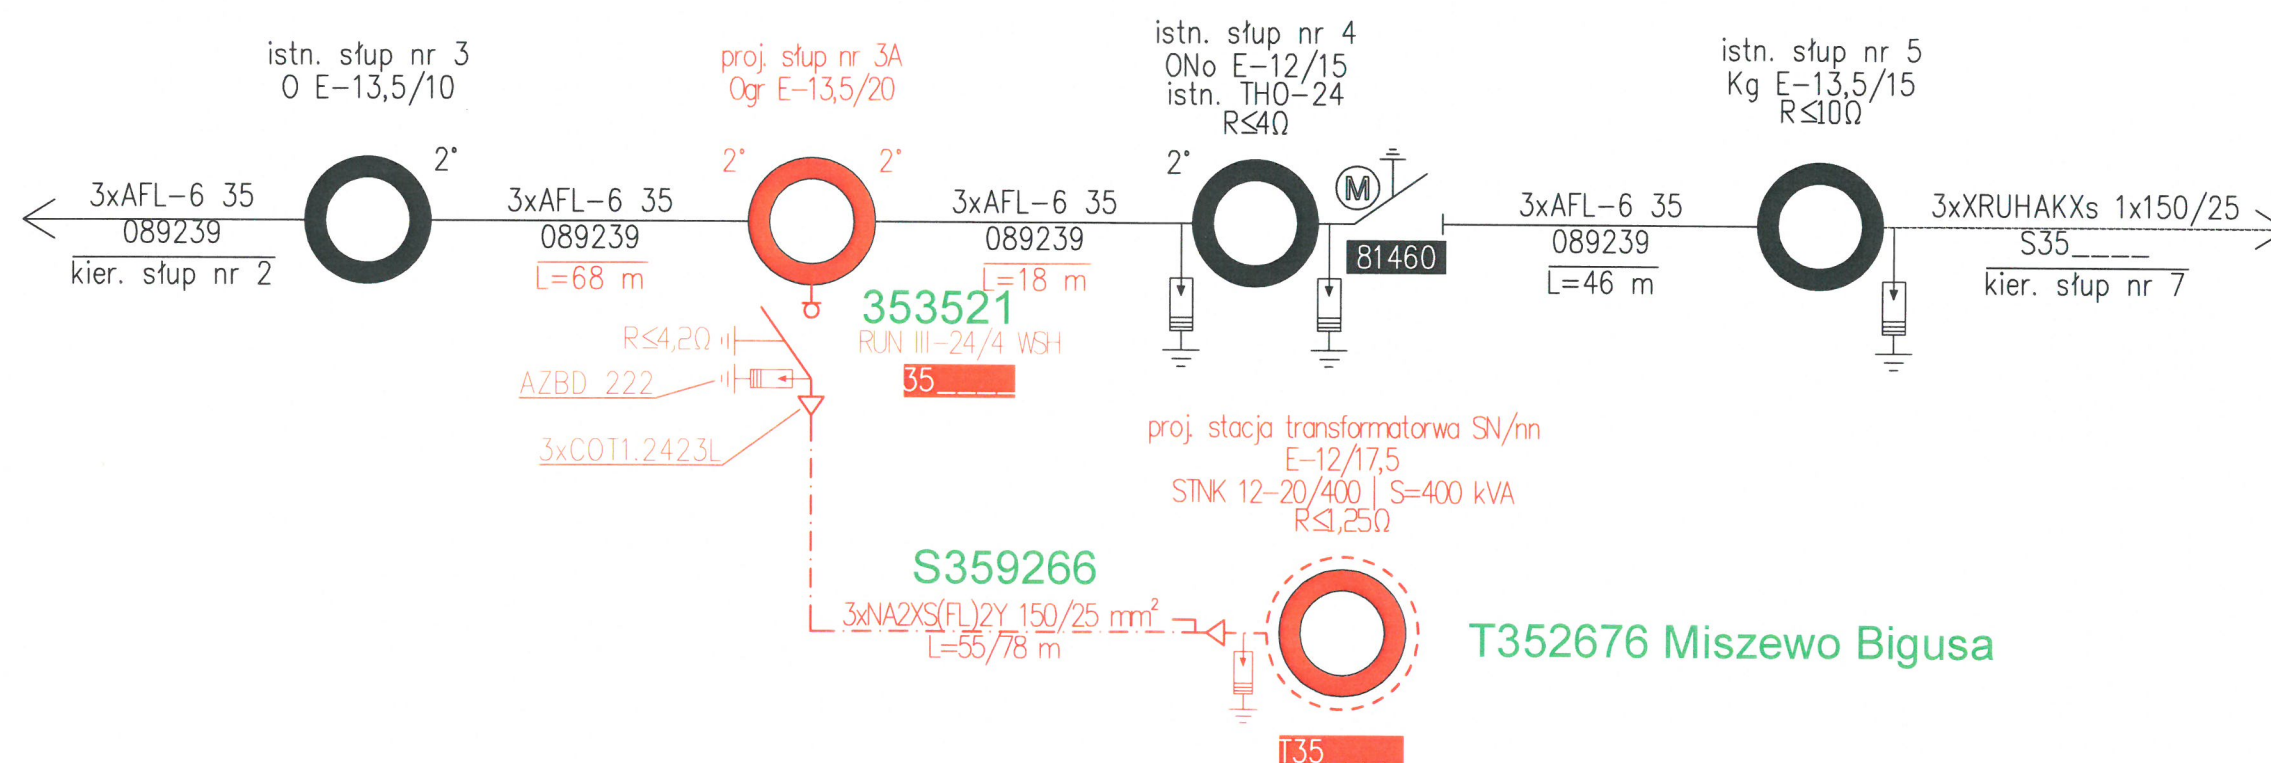 istn. słup nr 3
O E-13,5/10
proj. słup nr 3A
Ogr E-13,5/20
istn. słup nr 4
ONo E-12/15
istn. THO-24
R≤4Ω
istn. słup nr 5
Kg E-13,5/15
R≤10Ω
2°
2°
2°
2°
3xAFL-6 35
089239
kier. słup nr 2
3xAFL-6 35
089239
L=68 m
3xAFL-6 35
089239
L=18 m
M
81460
3xAFL-6 35
089239
L=46 m
3xXRUHAKXs 1x150/25
S35____
kier. słup nr 7
353521
RUN III-24/4 WSH
35____
R≤4,2Ω
AZBD 222
3xCOT1.2423L
proj. stacja transformatorwa SN/nn
E-12/17,5
STNK 12-20/400 | S=400 kVA
R≤1,25Ω
S359266
3xNA2XS(FL)2Y 150/25 mm²
L=55/78 m
T352676 Miszewo Bigusa
T35